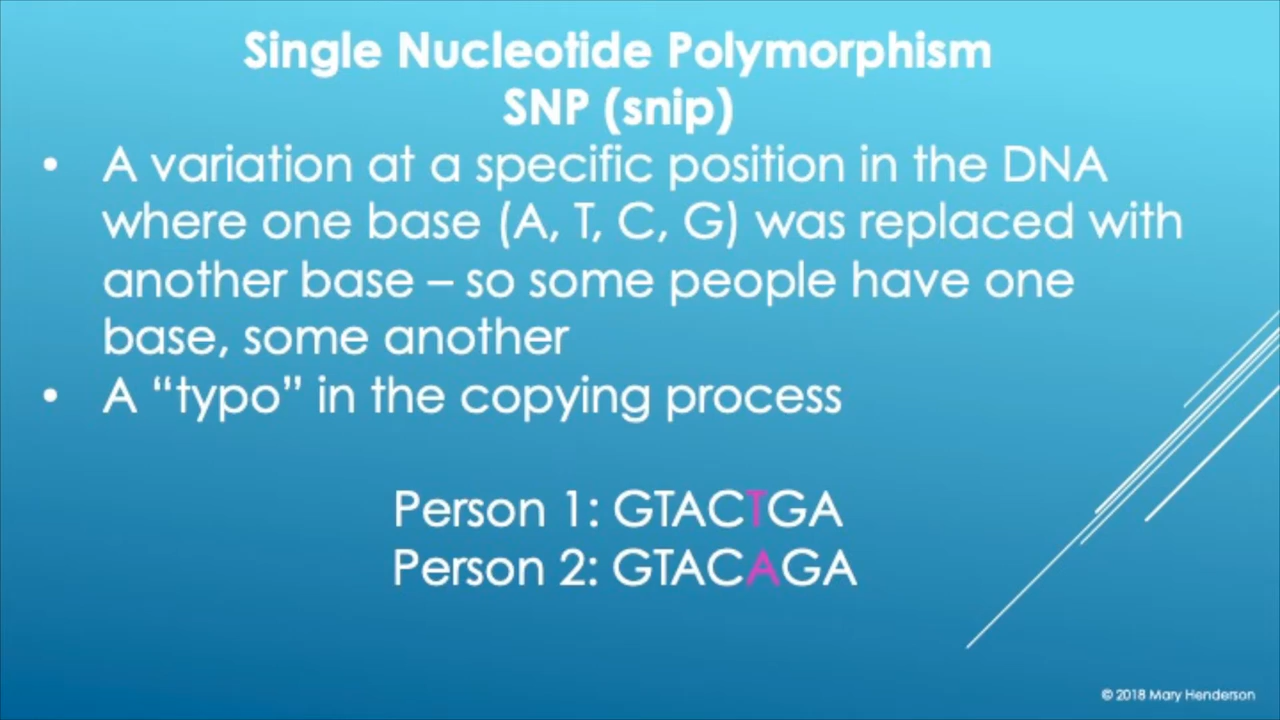 Single Nucleotide Polymorphism
SNP (snip)
• A variation at a specific position in the DNA
where one base (A, T, C, G) was replaced with
another base – so some people have one
base, some another
• A “typo” in the copying process
Person 1: GTACTGA
Person 2: GTACAGA
© 2018 Mary Henderson